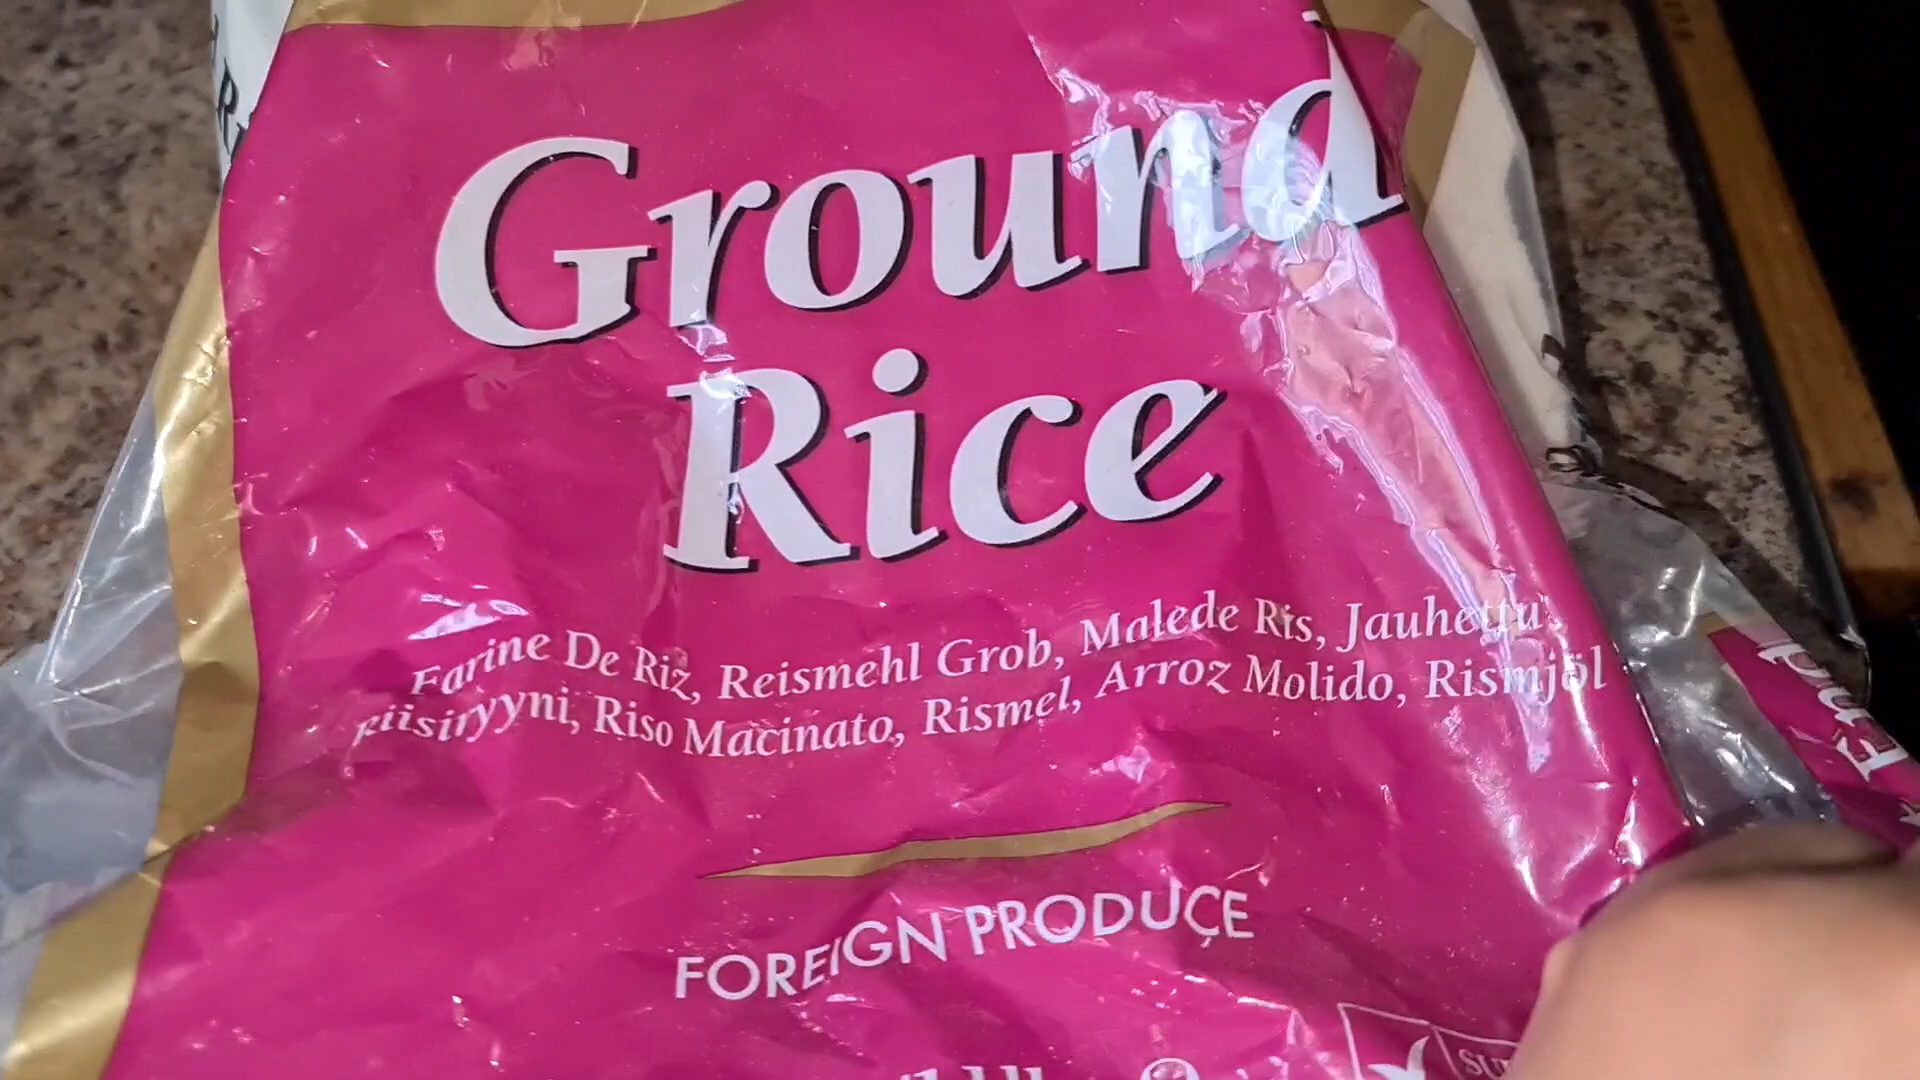 Ground
Rice
Farine De Riz, Reismehl Grob, Malede Ris, Jauhettu
Riisiryyni, Riso Macinato, Rismel, Arroz Molido, Rismjöl
FOREIGN PRODUCE